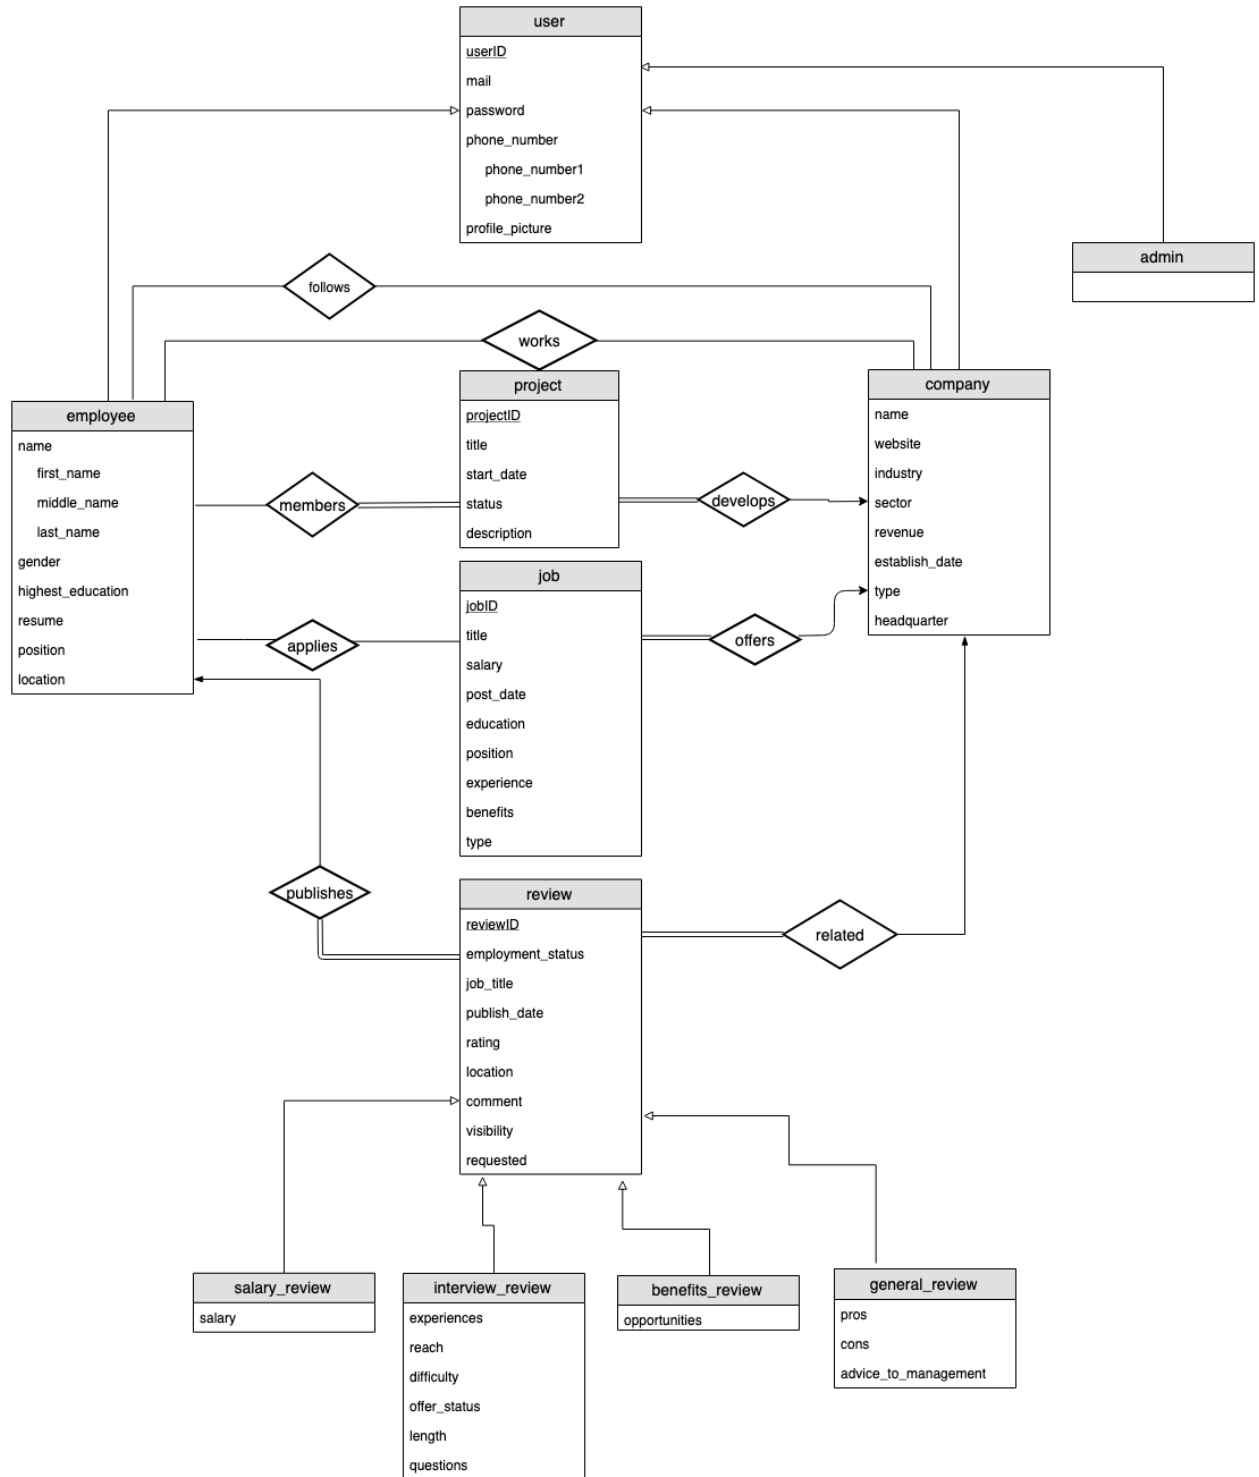 user
userID
mail
password
phone_number
phone_number1
phone_number2
profile_picture
admin
follows
works
employee
name
first_name
middle_name
last_name
gender
highest_education
resume
position
location
members
project
projectID
title
start_date
status
description
develops
company
name
website
industry
sector
revenue
establish_date
type
headquarter
applies
job
jobID
title
salary
post_date
education
position
experience
benefits
type
offers
publishes
review
reviewID
employment_status
job_title
publish_date
rating
location
comment
visibility
requested
related
salary_review
salary
interview_review
experiences
reach
difficulty
offer_status
length
questions
benefits_review
opportunities
general_review
pros
cons
advice_to_management